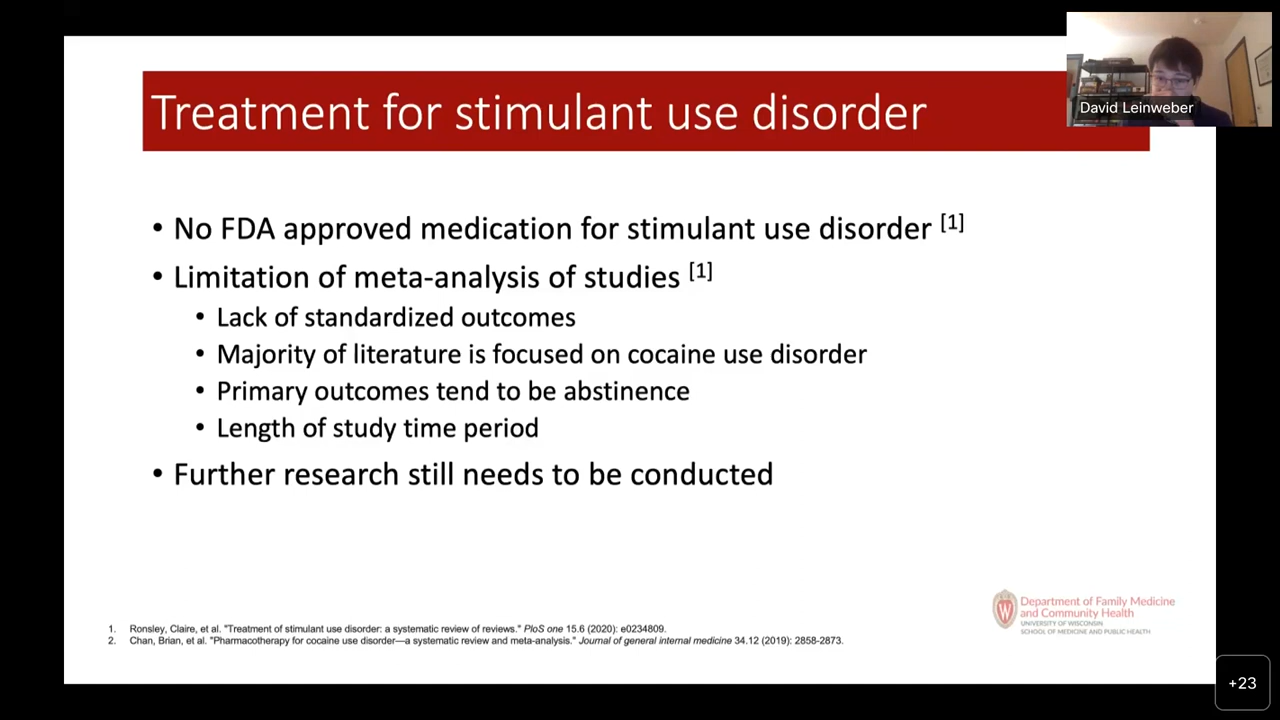 Treatment for stimulant use disorder
David Leinweber
• No FDA approved medication for stimulant use disorder [1]
• Limitation of meta-analysis of studies [1]
• Lack of standardized outcomes
• Majority of literature is focused on cocaine use disorder
• Primary outcomes tend to be abstinence
• Length of study time period
• Further research still needs to be conducted
Department of Family Medicine
and Community Health
UNIVERSITY OF WISCONSIN
SCHOOL OF MEDICINE AND PUBLIC HEALTH
1. Ronsley, Claire, et al. "Treatment of stimulant use disorder: a systematic review of reviews." PloS one 15.6 (2020): e0234809.
2. Chan, Brian, et al. "Pharmacotherapy for cocaine use disorder—a systematic review and meta-analysis." Journal of general internal medicine 34.12 (2019): 2858-2873.
W
+23